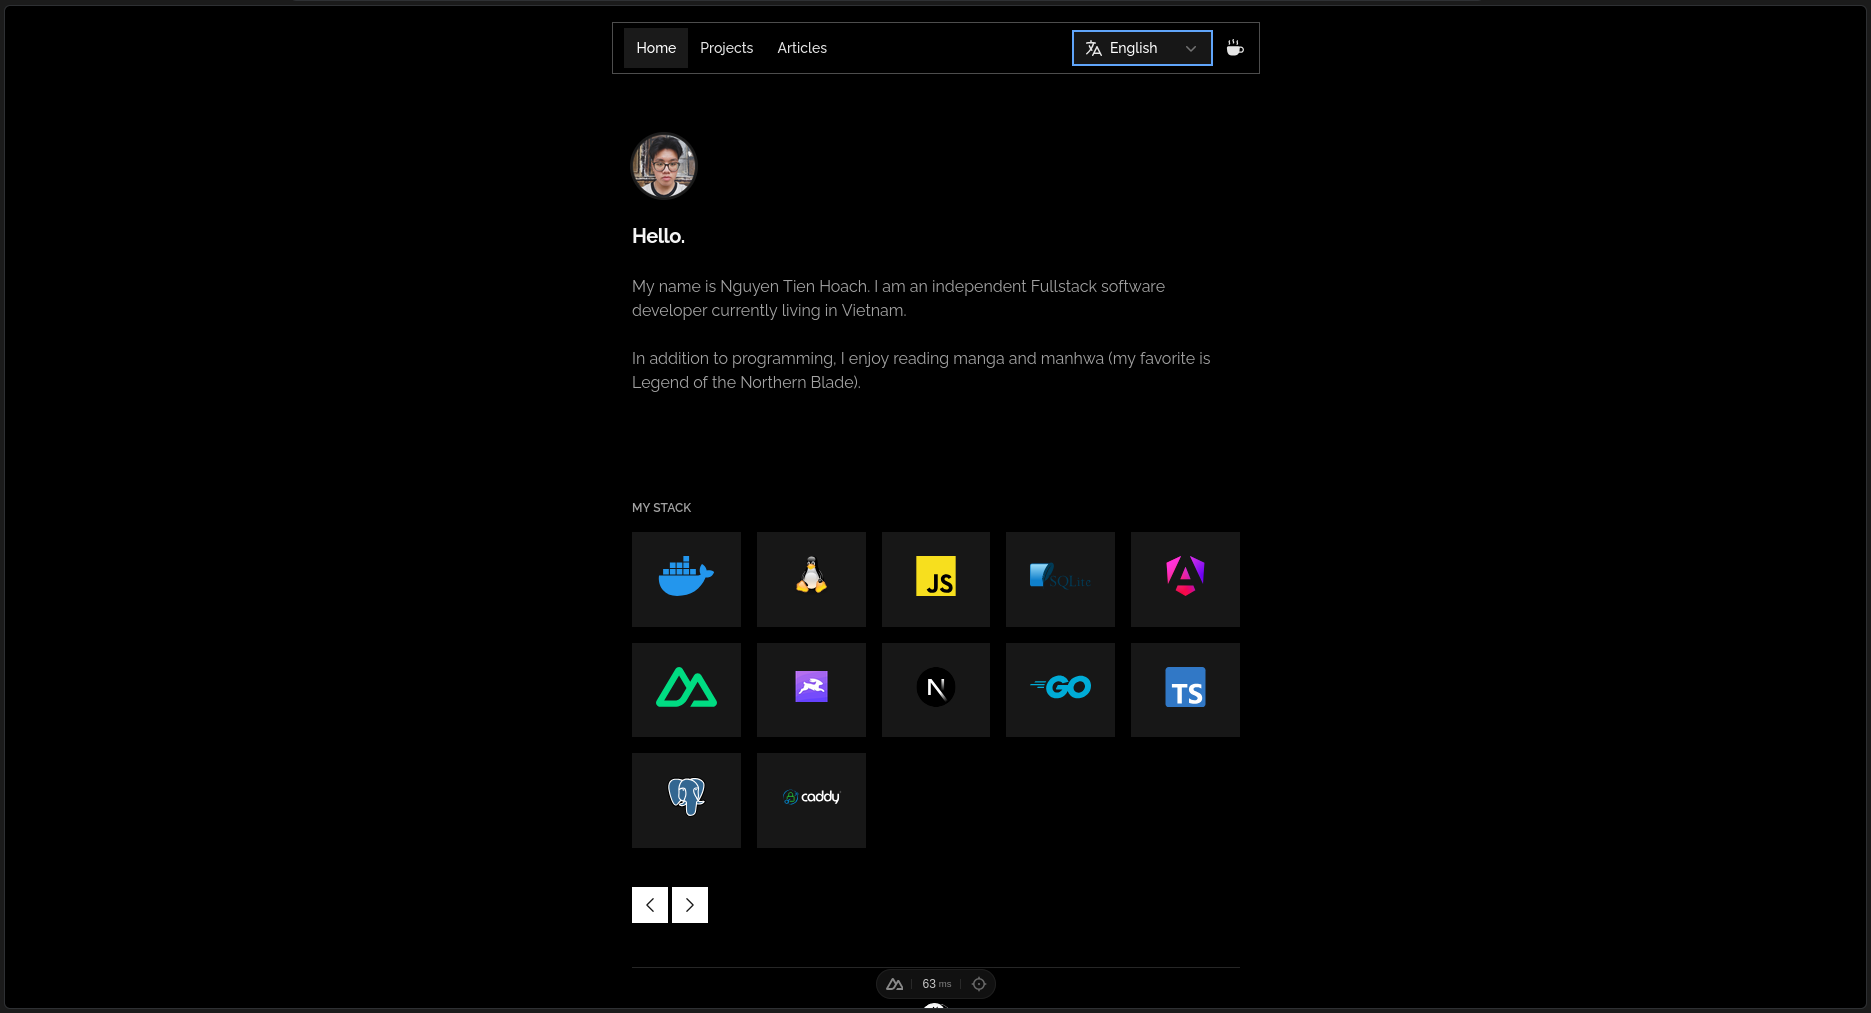 Home Projects Articles English
Hello.
My name is Nguyen Tien Hoach. I am an independent Fullstack software
developer currently living in Vietnam.
In addition to programming, I enjoy reading manga and manhwa (my favorite is
Legend of the Northern Blade).
MY STACK
JS SQLite
N GO TS
caddy
63 ms